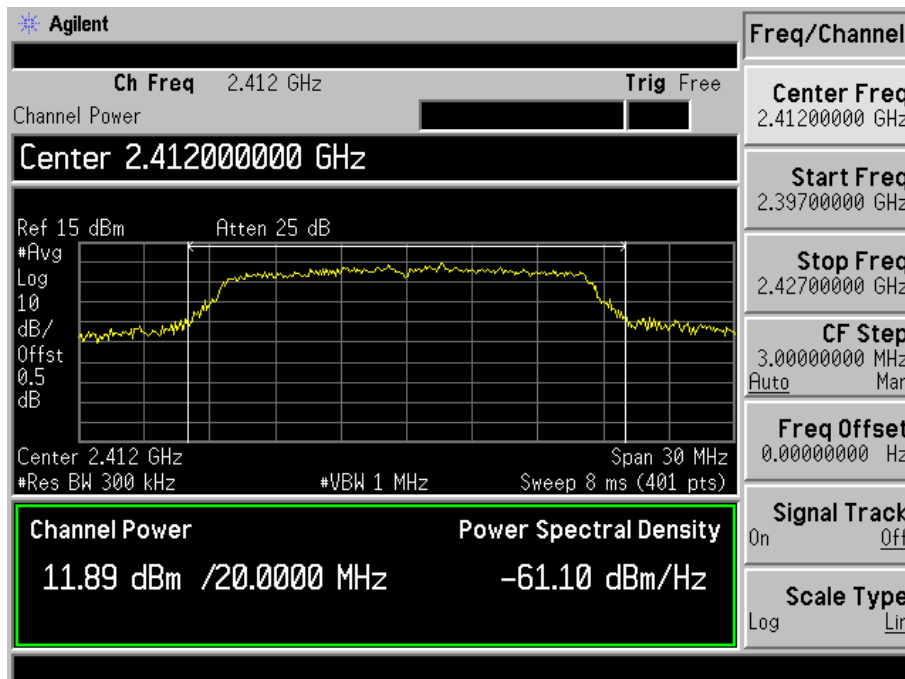 Agilent
Freq/Channel
Ch Freq 2.412 GHz Trig Free
Channel Power
Center 2.412000000 GHz
Ref 15 dBm Atten 25 dB
#Avg
Log
10
dB/
Offst
0.5
dB
Center 2.412 GHz Span 30 MHz
#Res BW 300 kHz #VBW 1 MHz Sweep 8 ms (401 pts)
Channel Power Power Spectral Density
11.89 dBm /20.0000 MHz -61.10 dBm/Hz
Center Freq
2.41200000 GHz
Start Freq
2.39700000 GHz
Stop Freq
2.42700000 GHz
CF Step
3.00000000 MHz
Auto Man
Freq Offset
0.00000000 Hz
Signal Track
On Off
Scale Type
Log Lin